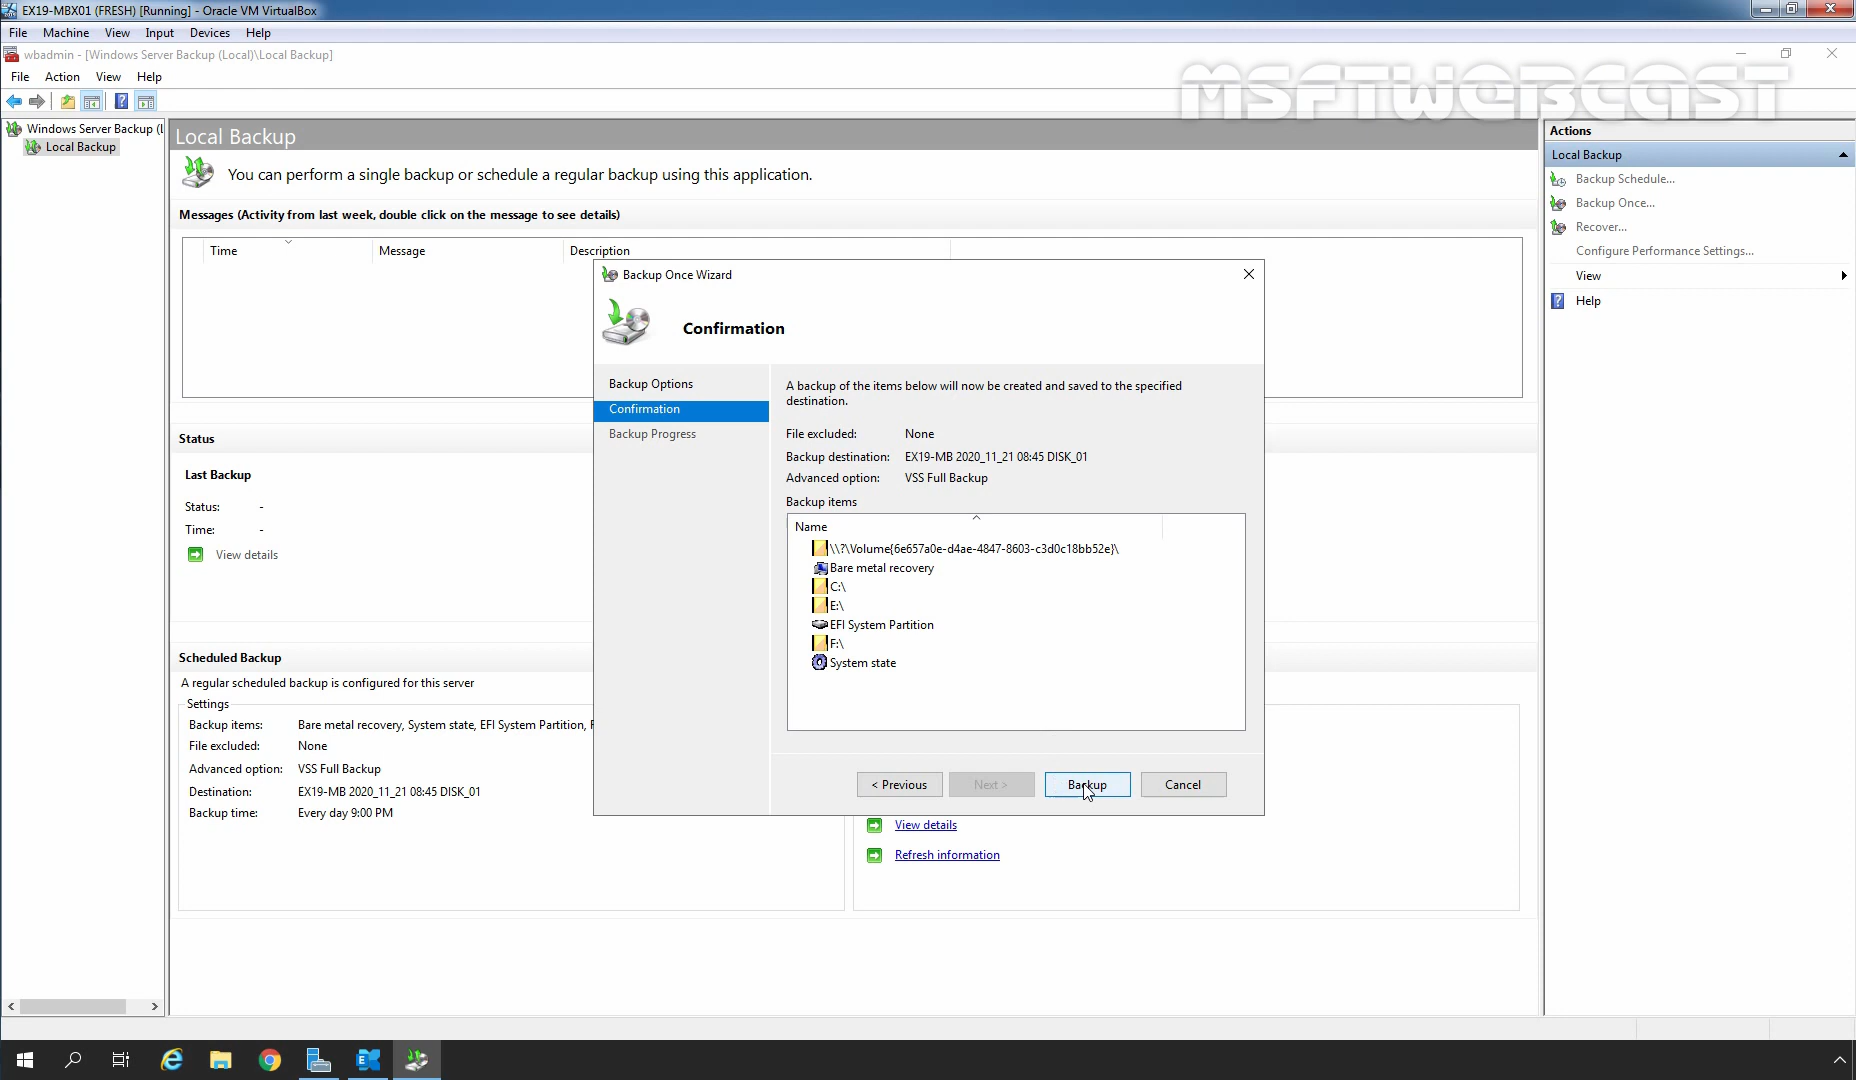 EX19-MBX01 (FRESH) [Running] - Oracle VM VirtualBox
File Machine View Input Devices Help
wbadmin - [Windows Server Backup (Local)\Local Backup]
MSFTWEBCAST
File Action View Help
Windows Server Backup (L
Local Backup
Local Backup
You can perform a single backup or schedule a regular backup using this application.
Messages (Activity from last week, double click on the message to see details)
Time Message Description
Status
Last Backup
Status: -
Time: -
View details
Scheduled Backup
A regular scheduled backup is configured for this server
Settings
Backup items: Bare metal recovery, System state, EFI System Partition,
File excluded: None
Advanced option: VSS Full Backup
Destination: EX19-MB 2020_11_21 08:45 DISK_01
Backup time: Every day 9:00 PM
View details
Refresh information
Backup Once Wizard
Confirmation
Backup Options
Confirmation
Backup Progress
A backup of the items below will now be created and saved to the specified
destination.
File excluded: None
Backup destination: EX19-MB 2020_11_21 08:45 DISK_01
Advanced option: VSS Full Backup
Backup items
Name
\\?\Volume{6e657a0e-d4ae-4847-8603-c3d0c18bb52e}\
Bare metal recovery
C:\
E:\
EFI System Partition
F:\
System state
< Previous Next > Backup Cancel
Actions
Local Backup
Backup Schedule...
Backup Once...
Recover...
Configure Performance Settings...
View
Help